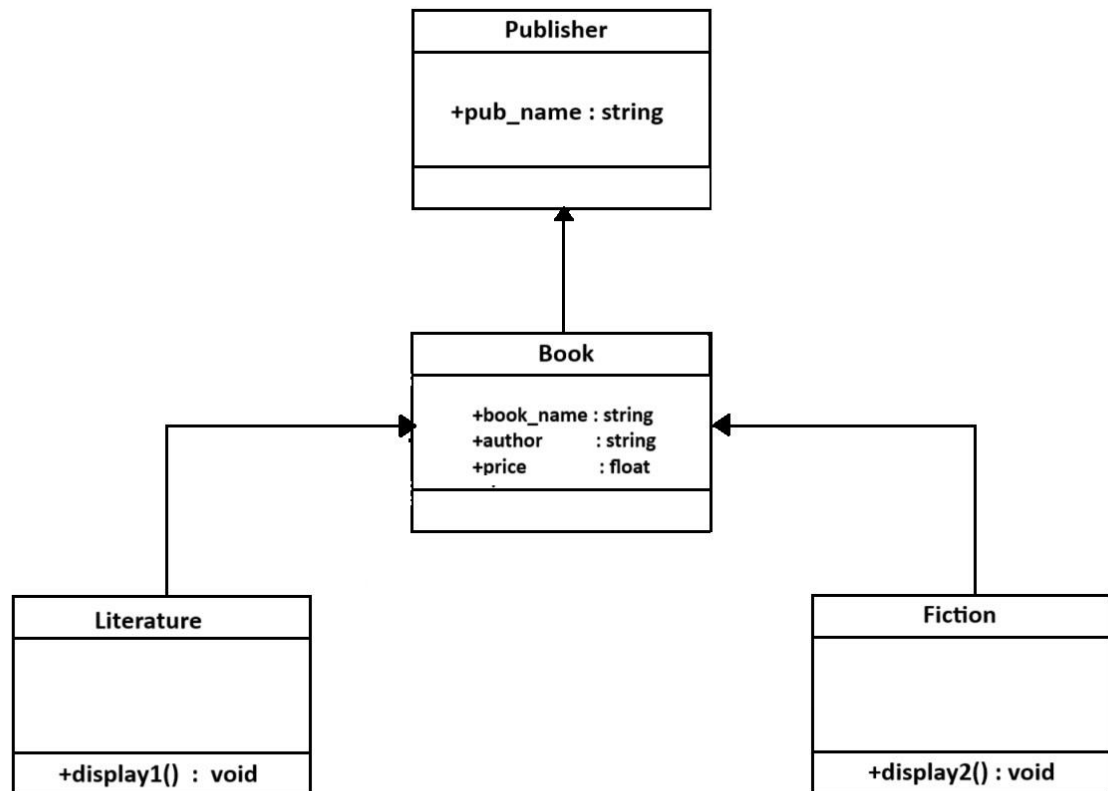 Publisher
+pub_name : string
Book
+book_name : string
+author : string
+price : float
Literature
+display1() : void
Fiction
+display2() : void